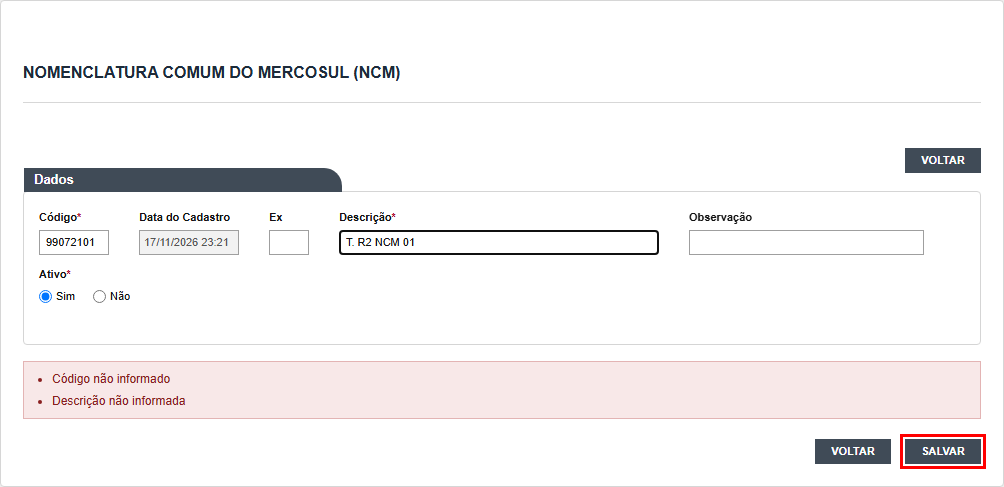 NOMENCLATURA COMUM DO MERCOSUL (NCM)
VOLTAR
Dados
Código* Data do Cadastro Ex Descrição* Observação
99072101 17/11/2026 23:21 T. R2 NCM 01
Ativo*
Sim Não
Código não informado
Descrição não informada
VOLTAR SALVAR